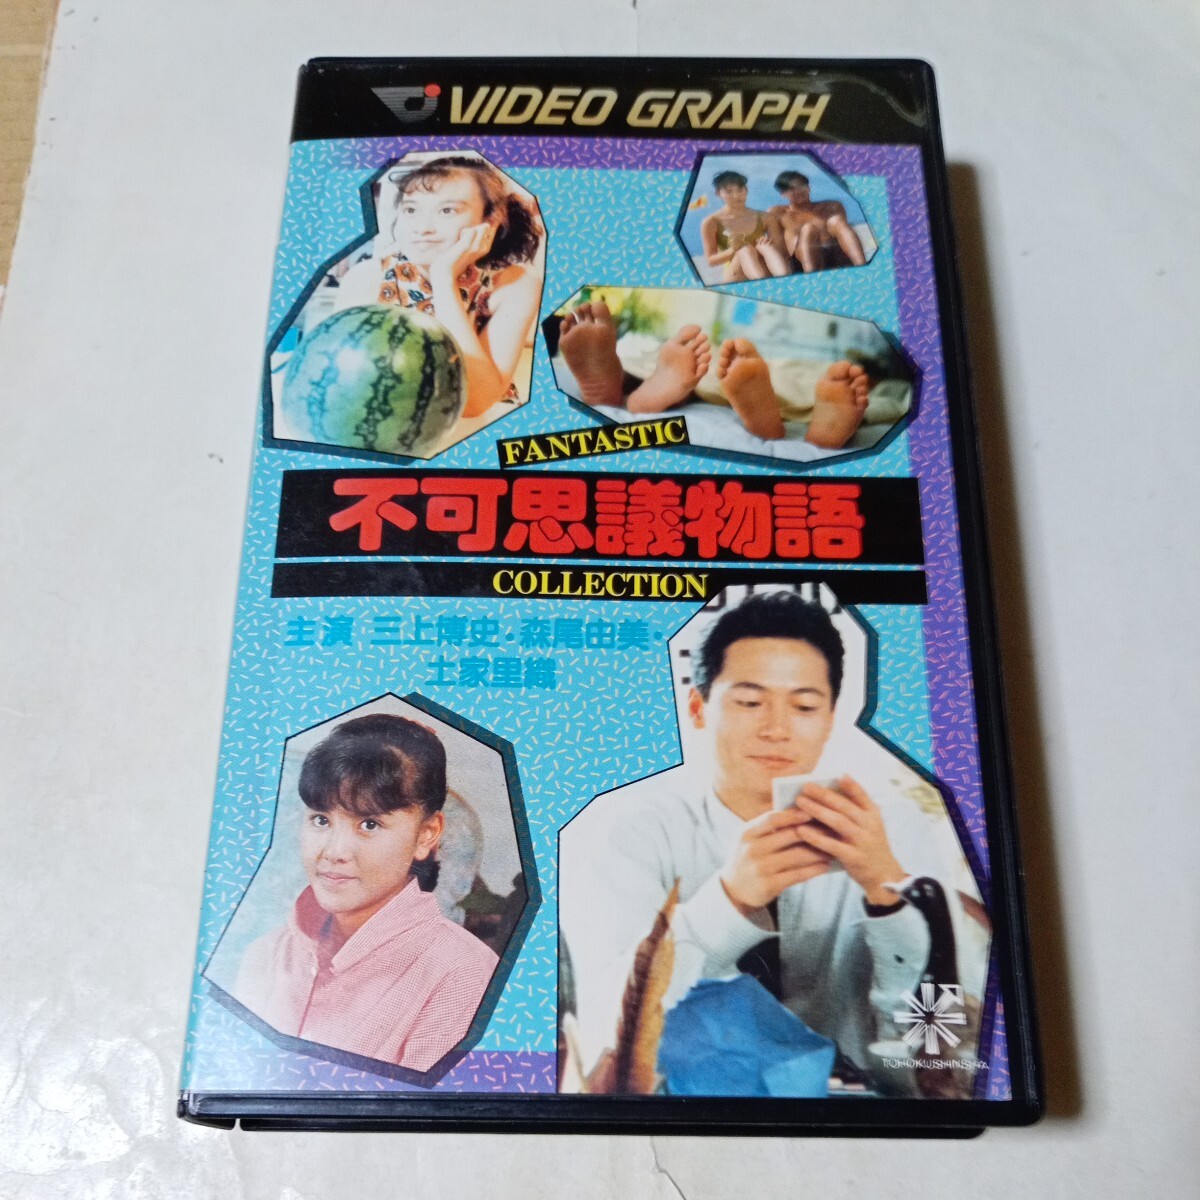 VIDEO GRAPH
FANTASTIC
不可思議物語
COLLECTION
主演 三上博史・森尾由美・
土家里織
TOHOKUSHINSHA